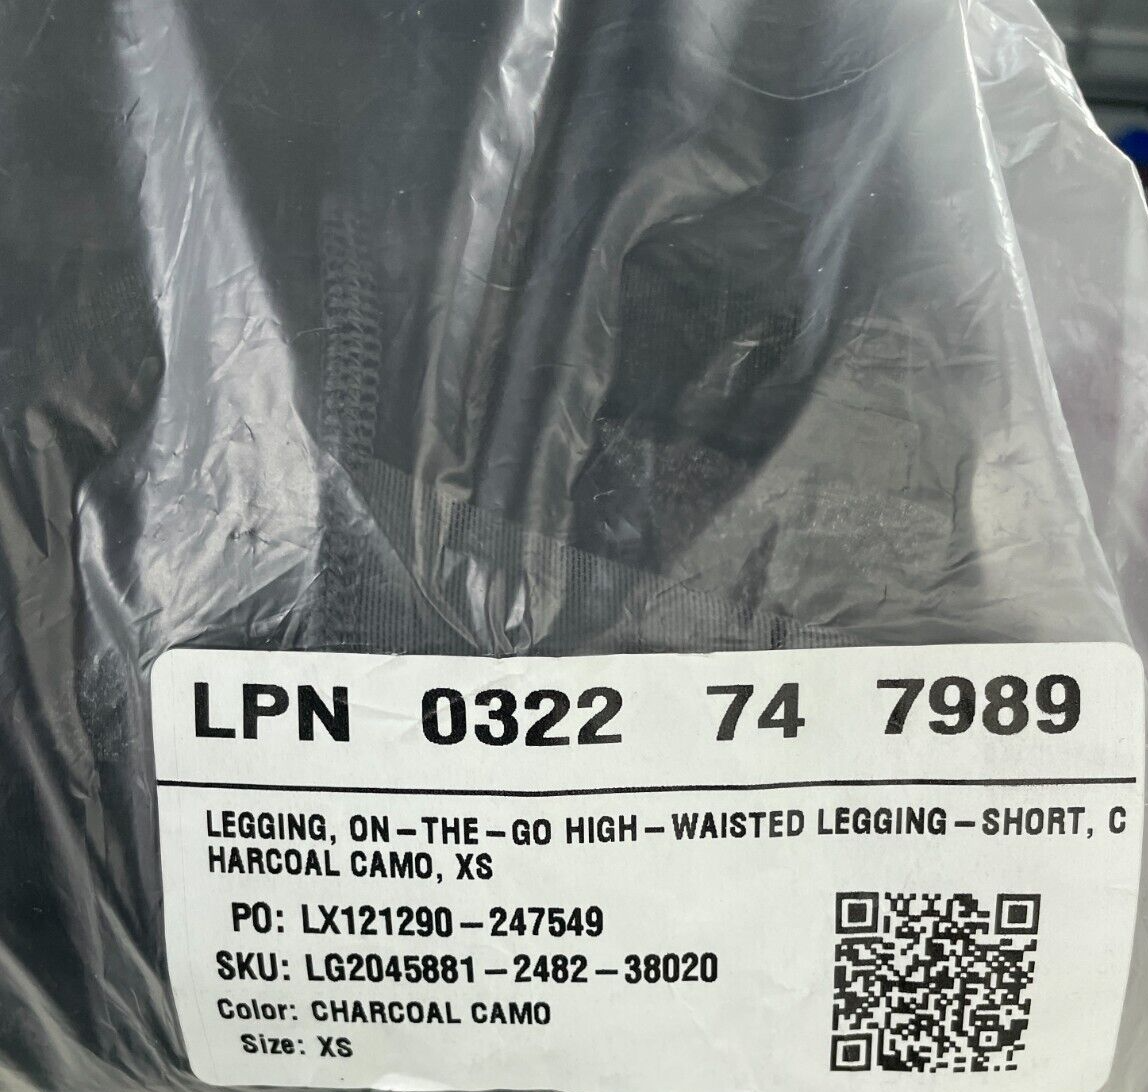 LPN 0322 74 7989
LEGGING, ON-THE-GO HIGH-WAISTED LEGGING-SHORT, C
HARCOAL CAMO, XS
PO: LX121290-247549
SKU: LG2045881-2482-38020
Color: CHARCOAL CAMO
Size: XS